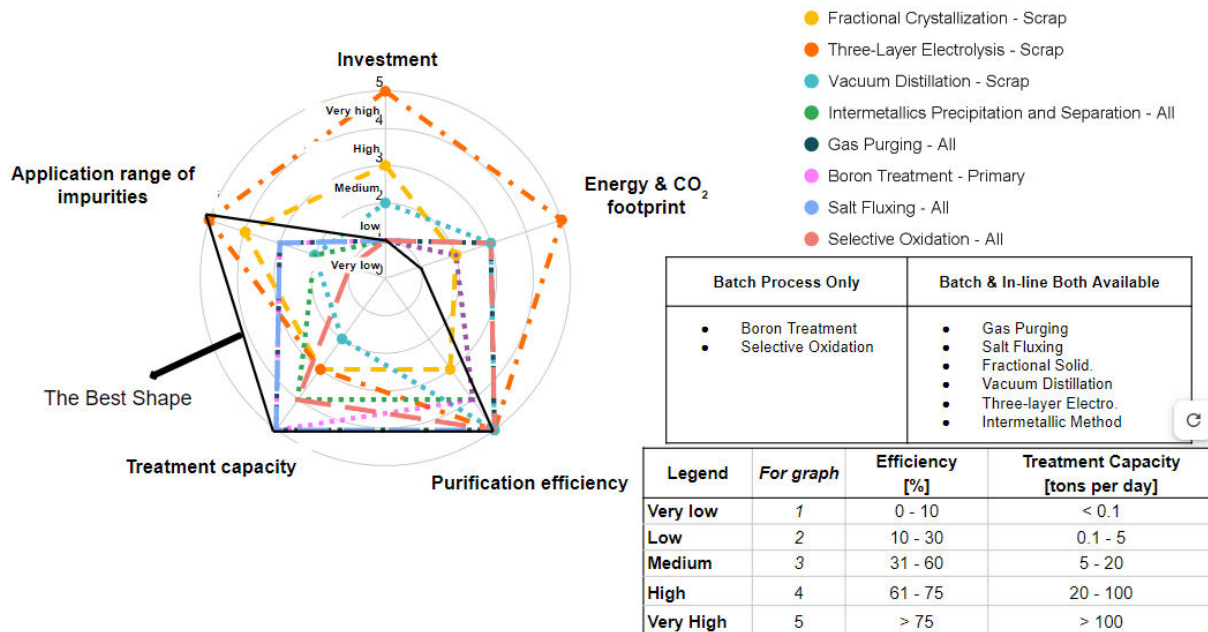 Fractional Crystallization - Scrap
Three-Layer Electrolysis - Scrap
Vacuum Distillation - Scrap
Intermetallics Precipitation and Separation - All
Gas Purging - All
Boron Treatment - Primary
Salt Fluxing - All
Selective Oxidation - All
Investment
5
Very high
4
High
3
Medium
2
low
1
Very low
0
Application range of
impurities
Energy & CO2
footprint
The Best Shape
Treatment capacity
Purification efficiency
Batch Process Only
Batch & In-line Both Available
Boron Treatment
Selective Oxidation
Gas Purging
Salt Fluxing
Fractional Solid.
Vacuum Distillation
Three-layer Electro.
Intermetallic Method
Legend For graph Efficiency [%] Treatment Capacity [tons per day]
Very low 1 0 - 10 < 0.1
Low 2 10 - 30 0.1 - 5
Medium 3 31 - 60 5 - 20
High 4 61 - 75 20 - 100
Very High 5 > 75 > 100